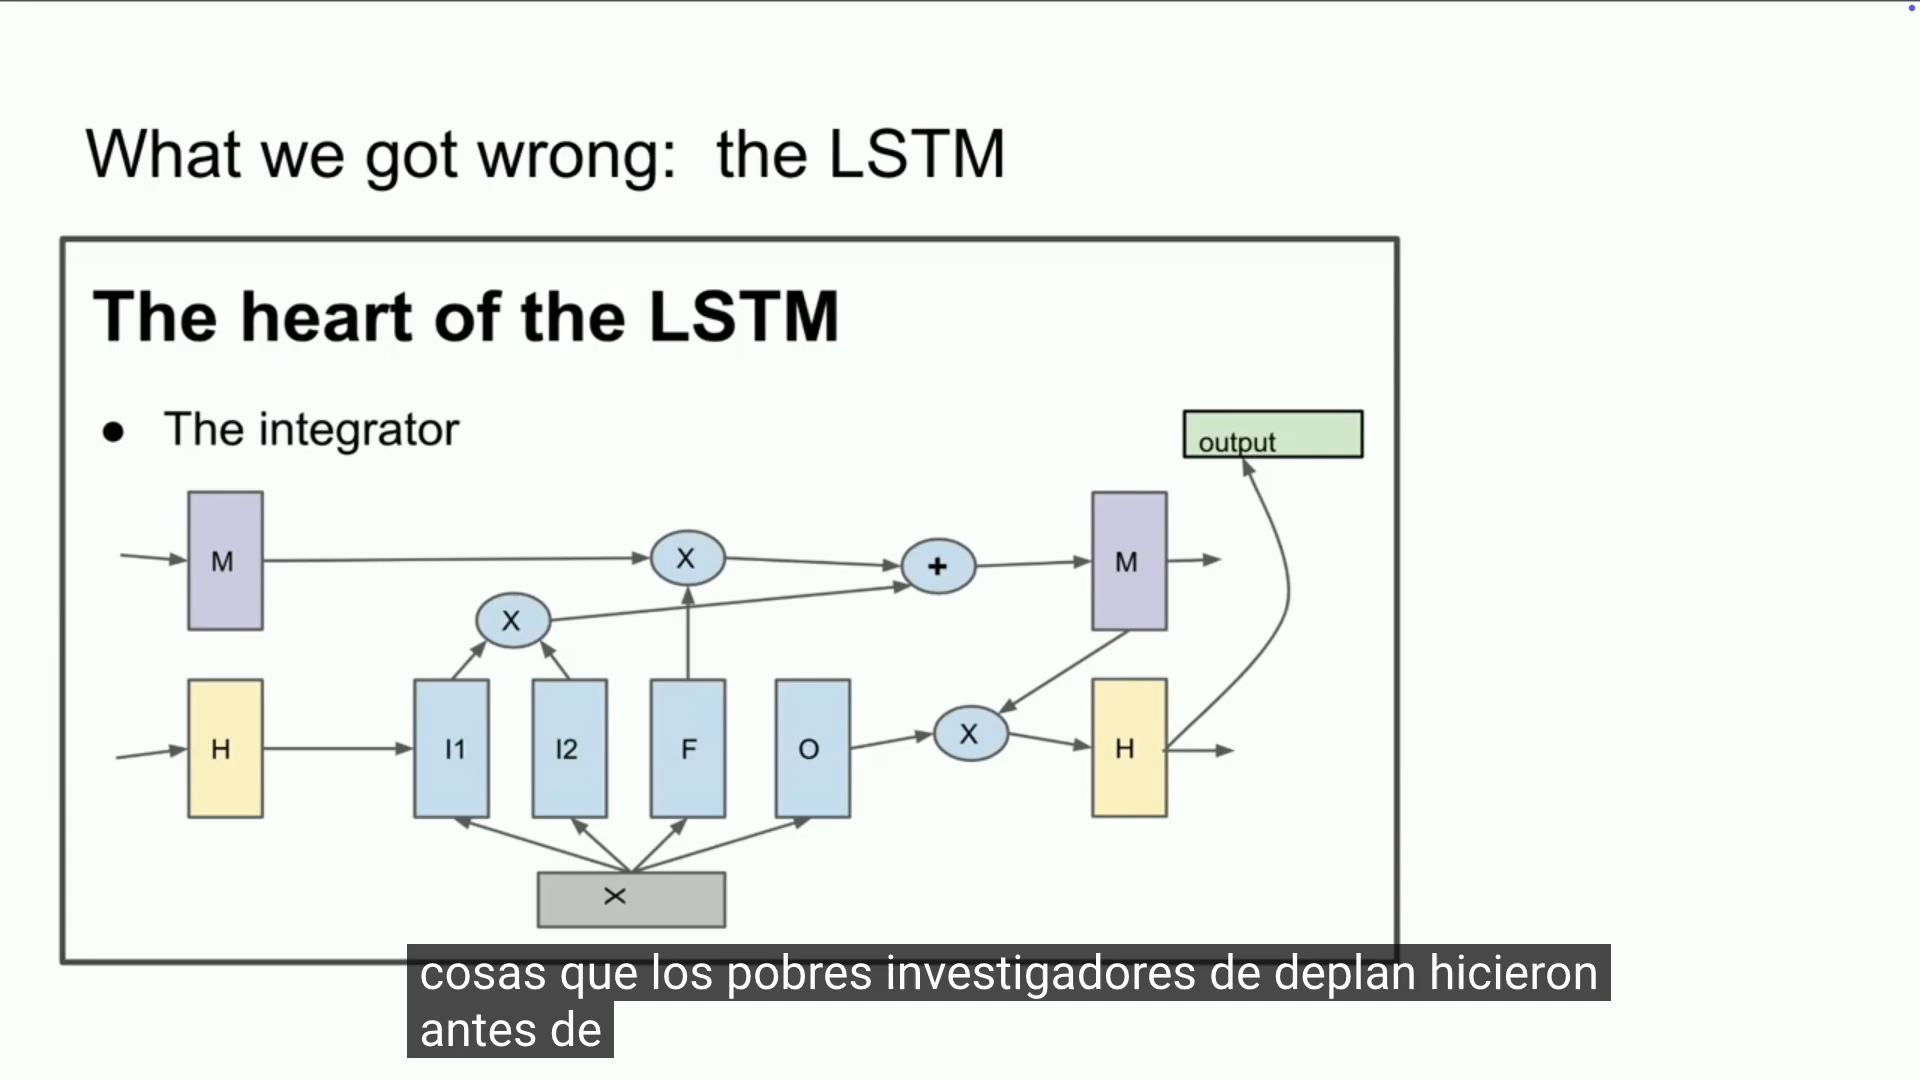 What we got wrong: the LSTM
The heart of the LSTM
● The integrator
output
M
X
+
M
X
H
I1
I2
F
O
X
H
X
cosas que los pobres investigadores de deplan hicieron
antes de